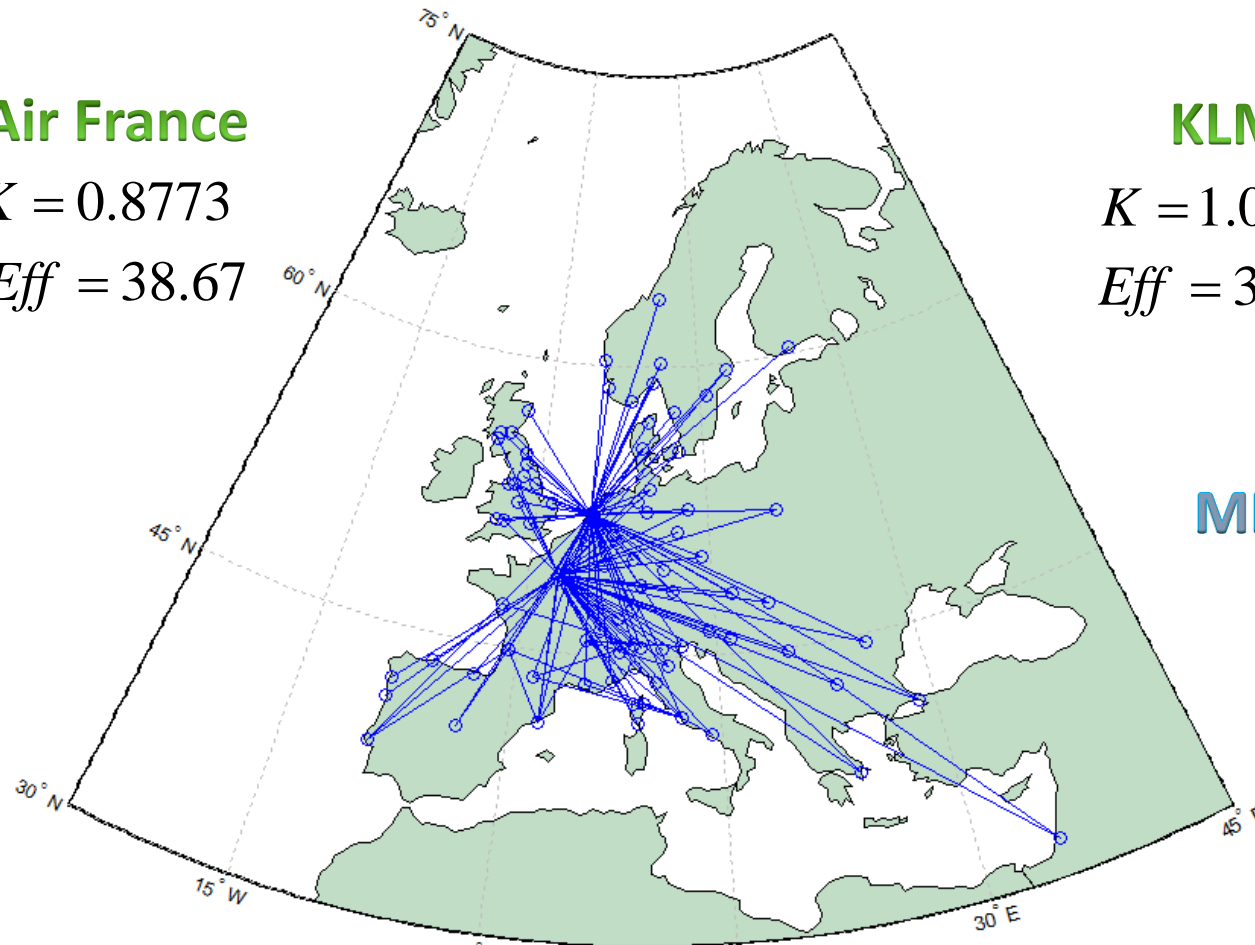 75° N
Air France
K = 0.8773
Eff = 38.67
KLM
K = 1.0
Eff = 3
60° N
45° N
30° N
15° W
30° E
45°